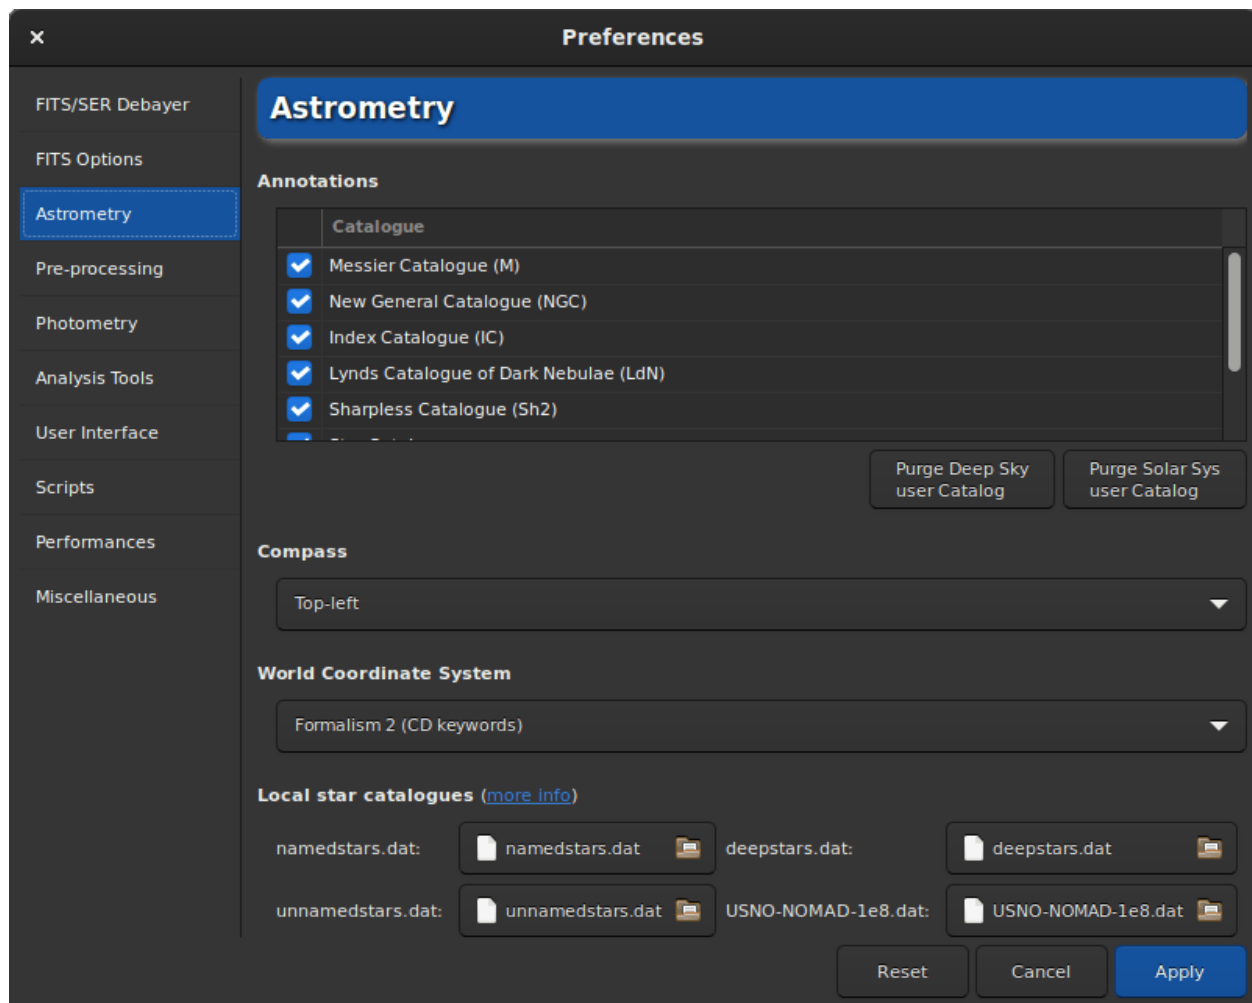 Preferences
FITS/SER Debayer
FITS Options
Astrometry
Pre-processing
Photometry
Analysis Tools
User Interface
Scripts
Performances
Miscellaneous
Astrometry
Annotations
Catalogue
Messier Catalogue (M)
New General Catalogue (NGC)
Index Catalogue (IC)
Lynds Catalogue of Dark Nebulae (LdN)
Sharpless Catalogue (Sh2)
Purge Deep Sky
user Catalog
Purge Solar Sys
user Catalog
Compass
Top-left
World Coordinate System
Formalism 2 (CD keywords)
Local star catalogues (more info)
namedstars.dat: namedstars.dat deepstars.dat: deepstars.dat
unnamedstars.dat: unnamedstars.dat USNO-NOMAD-1e8.dat: USNO-NOMAD-1e8.dat
Reset Cancel Apply